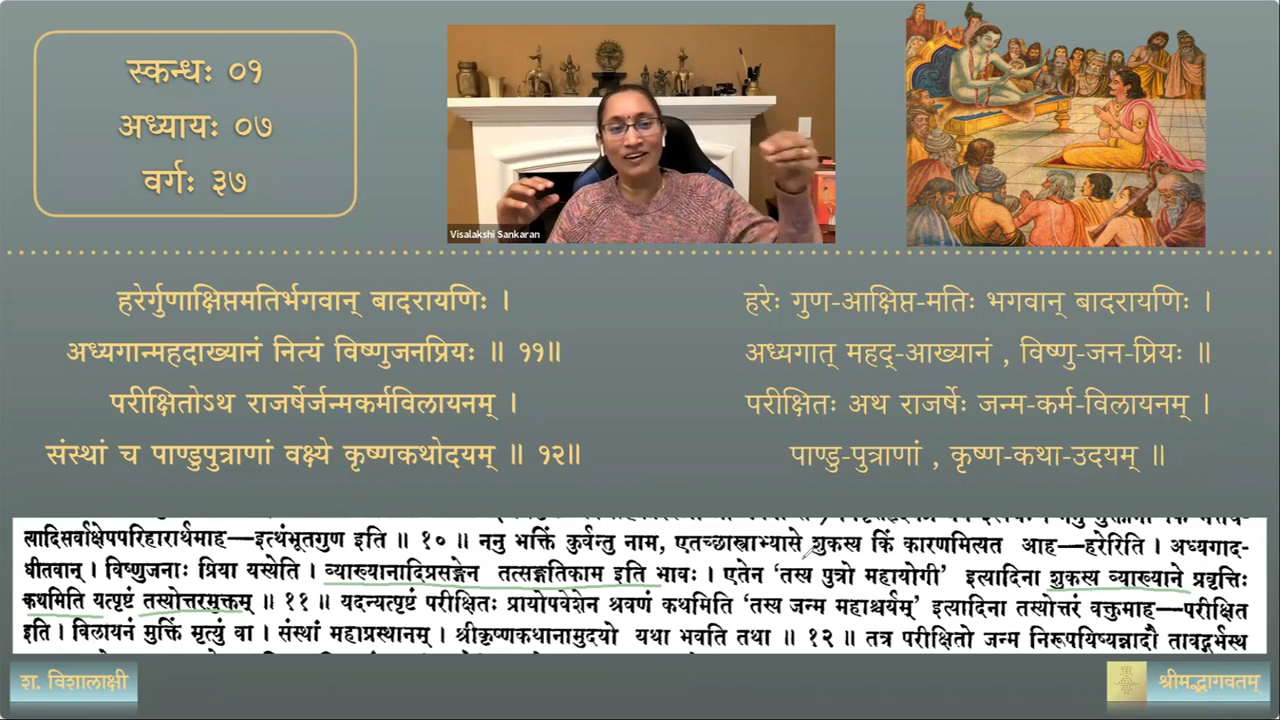 स्कन्धः ०१
अध्यायः ०७
वर्गः ३७
Visalakshi Sankaran
हरेर्गुणाक्षिप्तमतिर्भगवान् बादरायणिः ।
अध्यगान्महदाख्यानं नित्यं विष्णुजनप्रियः ॥ ११॥
परीक्षितोऽथ राजर्षेर्जन्मकर्मविलायनम् ।
संस्थां च पाण्डुपुत्राणां वक्ष्ये कृष्णकथोदयम् ॥ १२॥
हरेः गुण-आक्षिप्त-मतिः भगवान् बादरायणिः ।
अध्यगात् महद्-आख्यानं , विष्णु-जन-प्रियः ॥
परीक्षितः अथ राजर्षेः जन्म-कर्म-विलायनम् ।
पाण्डु-पुत्राणां , कृष्ण-कथा-उदयम् ॥
त्यादिसर्वाक्षेपपरिहारार्थमाह—इत्थंभूतगुण इति ॥ १० ॥ ननु भक्तिं कुर्वन्तु नाम, एतच्छास्त्राभ्यासे शुकस्य किं कारणमित्यत आह—हरेरिति । अध्यगाद-
धीतवान् । विष्णुजनाः प्रिया यस्येति । व्याख्यानादिप्रसङ्गेन तत्सङ्गतिकाम इति भावः । एतेन ‘तस्य पुत्रो महायोगी’ इत्यादिना शुकस्य व्याख्याने प्रवृत्तिः
कथमिति यत्पृष्टं तस्योत्तरमुक्तम् ॥ ११ ॥ यदन्यत्पृष्टं परीक्षितः प्रायोपवेशेन श्रवणं कथमिति ‘तस्य जन्म महाश्चर्यम्’ इत्यादिना तस्योत्तरं वक्तुमाह—परीक्षित
इति । विलायनं मुक्तिं मृत्युं वा । संस्थां महाप्रस्थानम् । श्रीकृष्णकथानामुदयो यथा भवति तथा ॥ १२ ॥ तत्र परीक्षितो जन्म निरूपयिष्यन्नादौ तावद्गर्भस्थ
श. विशालाक्षी
श्रीमद्भागवतम्